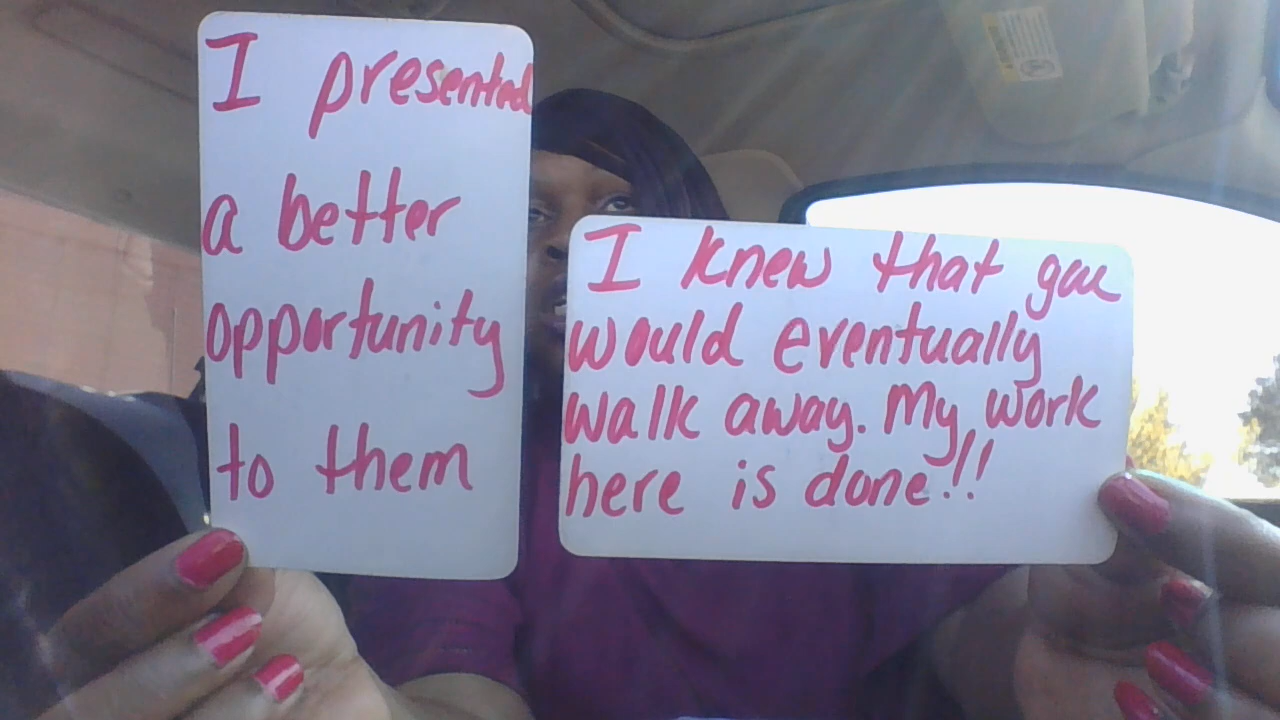 I presented
a better
opportunity
to them
I knew that you
would eventually
walk away. My work
here is done!!